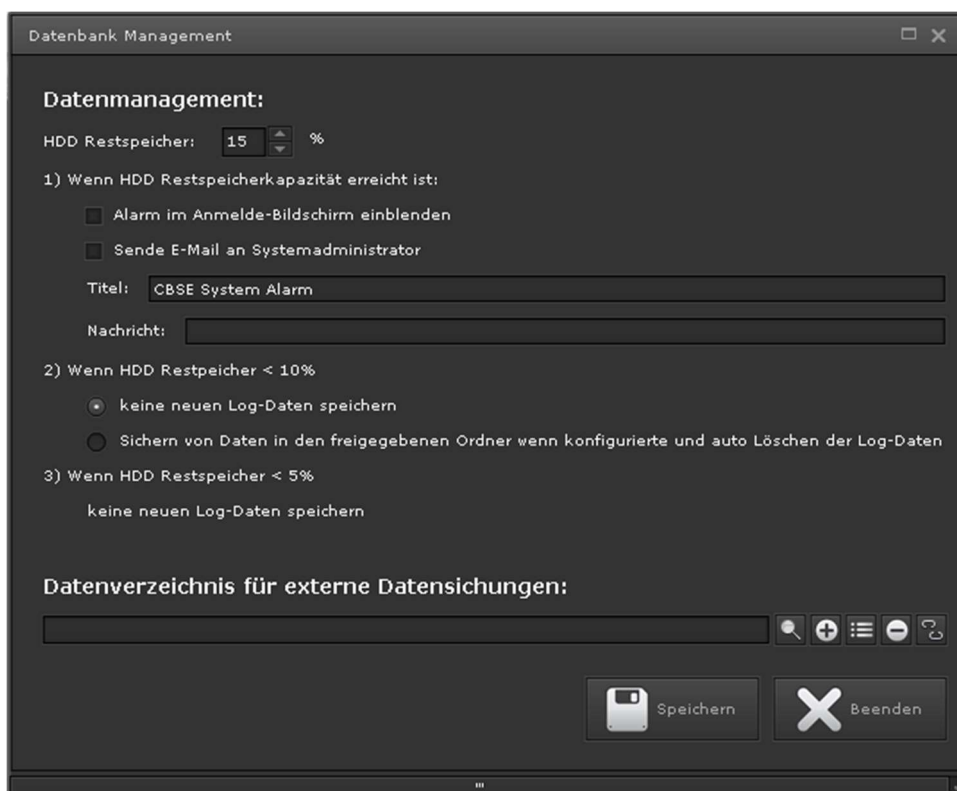 Datenbank Management
Datenmanagement:
HDD Restspeicher: 15 %
1) Wenn HDD Restspeicherkapazität erreicht ist:
Alarm im Anmelde-Bildschirm einblenden
Sende E-Mail an Systemadministrator
Titel: CBSE System Alarm
Nachricht:
2) Wenn HDD Restpeicher < 10%
keine neuen Log-Daten speichern
Sichern von Daten in den freigegebenen Ordner wenn konfigurierte und auto Löschen der Log-Daten
3) Wenn HDD Restspeicher < 5%
keine neuen Log-Daten speichern
Datenverzeichnis für externe Datensichungen:
Speichern
Beenden